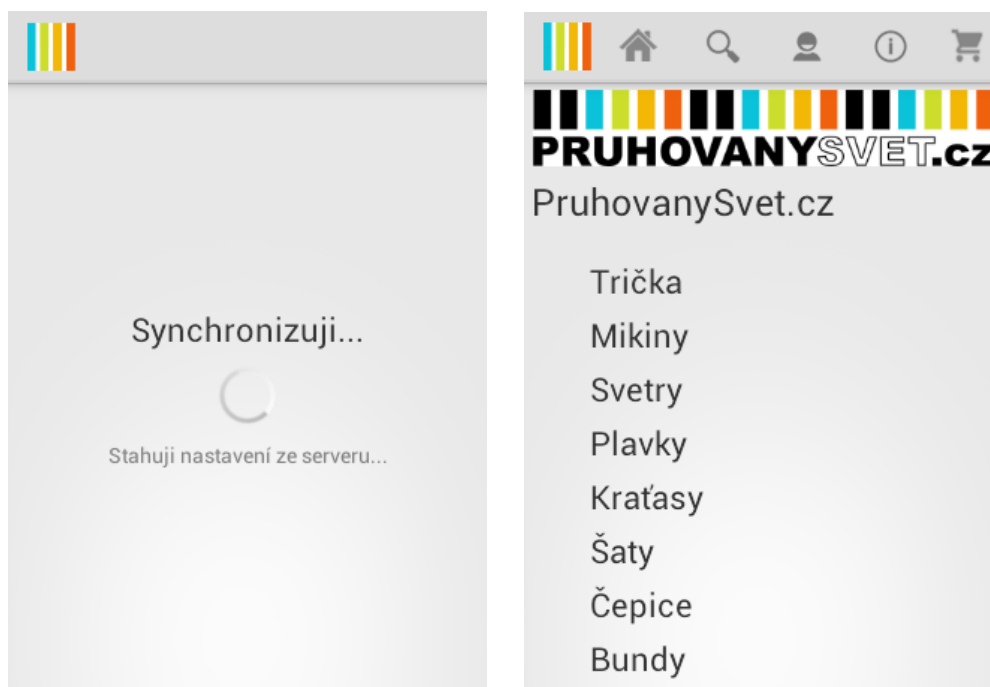 Synchronizuji...
Stahuji nastavení ze serveru...
PRUHOVANYSVET.cz
PruhovanySvet.cz
Trička
Mikiny
Svetry
Plavky
Kraťasy
Šaty
Čepice
Bundy